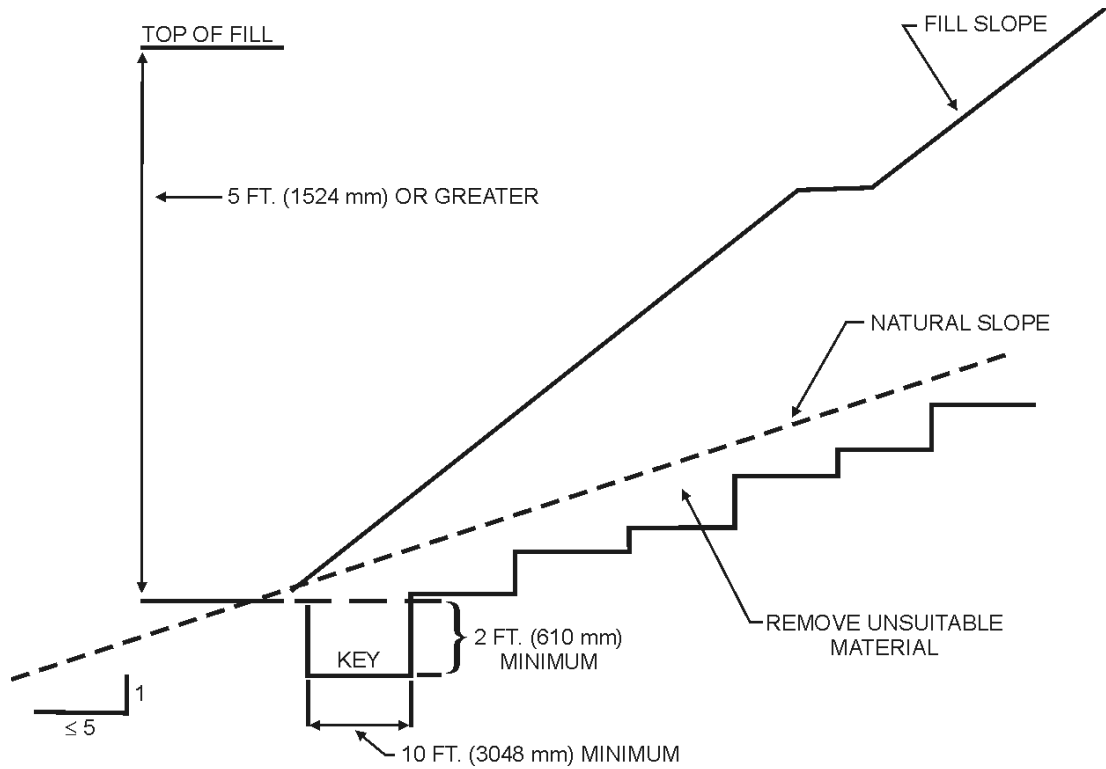 TOP OF FILL
FILL SLOPE
5 FT. (1524 mm) OR GREATER
NATURAL SLOPE
REMOVE UNSUITABLE
MATERIAL
2 FT. (610 mm)
MINIMUM
KEY
1
≤ 5
10 FT. (3048 mm) MINIMUM